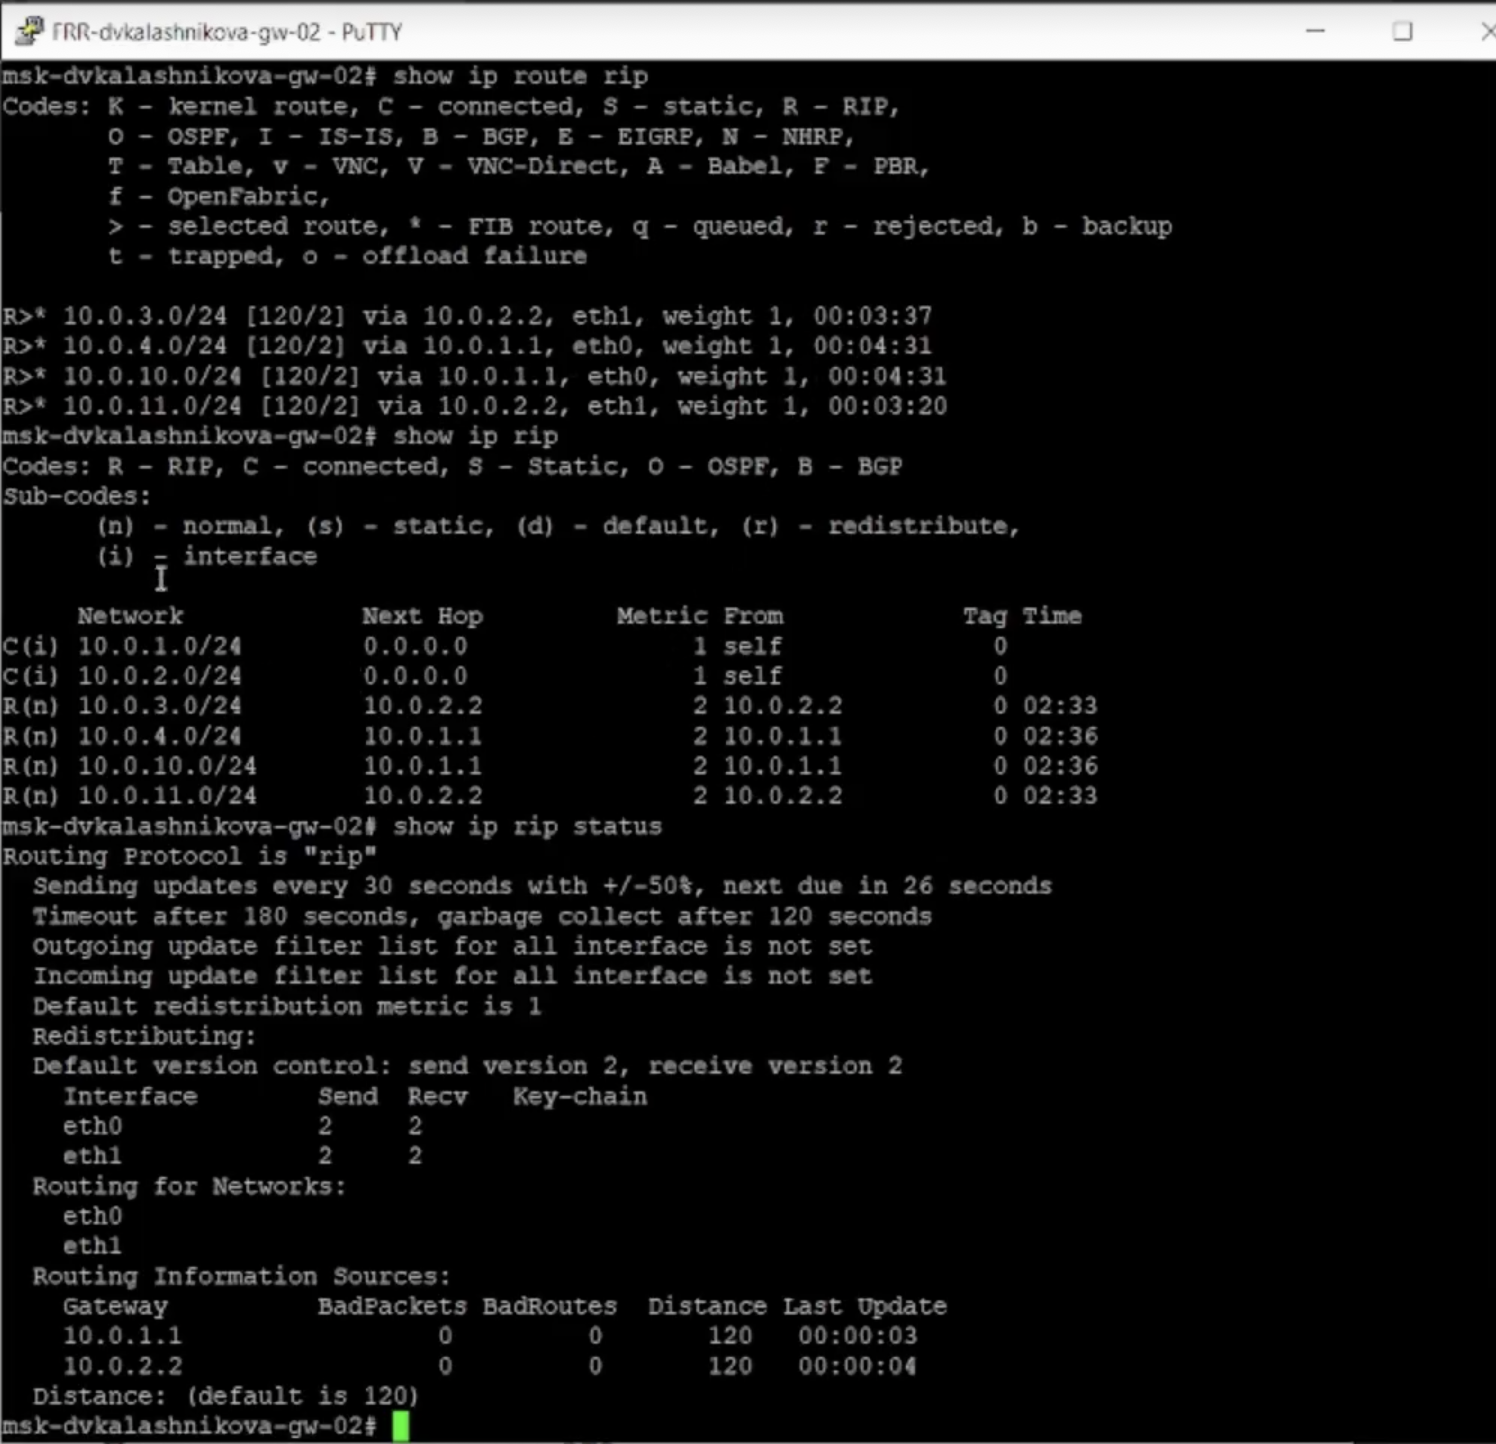 FRR-dvkalashnikova-gw-02 - PuTTY
msk-dvkalashnikova-gw-02# show ip route rip
Codes: K - kernel route, C - connected, S - static, R - RIP,
       O - OSPF, I - IS-IS, B - BGP, E - EIGRP, N - NHRP,
       T - Table, v - VNC, V - VNC-Direct, A - Babel, F - PBR,
       f - OpenFabric,
       > - selected route, * - FIB route, q - queued, r - rejected, b - backup
       t - trapped, o - offload failure

R>* 10.0.3.0/24 [120/2] via 10.0.2.2, eth1, weight 1, 00:03:37
R>* 10.0.4.0/24 [120/2] via 10.0.1.1, eth0, weight 1, 00:04:31
R>* 10.0.10.0/24 [120/2] via 10.0.1.1, eth0, weight 1, 00:04:31
R>* 10.0.11.0/24 [120/2] via 10.0.2.2, eth1, weight 1, 00:03:20
msk-dvkalashnikova-gw-02# show ip rip
Codes: R - RIP, C - connected, S - Static, O - OSPF, B - BGP
Sub-codes:
      (n) - normal, (s) - static, (d) - default, (r) - redistribute,
      (i) - interface

     Network            Next Hop         Metric From            Tag Time
C(i) 10.0.1.0/24        0.0.0.0               1 self              0
C(i) 10.0.2.0/24        0.0.0.0               1 self              0
R(n) 10.0.3.0/24        10.0.2.2              2 10.0.2.2          0 02:33
R(n) 10.0.4.0/24        10.0.1.1              2 10.0.1.1          0 02:36
R(n) 10.0.10.0/24       10.0.1.1              2 10.0.1.1          0 02:36
R(n) 10.0.11.0/24       10.0.2.2              2 10.0.2.2          0 02:33
msk-dvkalashnikova-gw-02# show ip rip status
Routing Protocol is "rip"
  Sending updates every 30 seconds with +/-50%, next due in 26 seconds
  Timeout after 180 seconds, garbage collect after 120 seconds
  Outgoing update filter list for all interface is not set
  Incoming update filter list for all interface is not set
  Default redistribution metric is 1
  Redistributing:
  Default version control: send version 2, receive version 2
    Interface        Send  Recv   Key-chain
    eth0             2     2
    eth1             2     2
  Routing for Networks:
    eth0
    eth1
  Routing Information Sources:
    Gateway          BadPackets BadRoutes  Distance Last Update
    10.0.1.1                 0         0       120   00:00:03
    10.0.2.2                 0         0       120   00:00:04
  Distance: (default is 120)
msk-dvkalashnikova-gw-02#